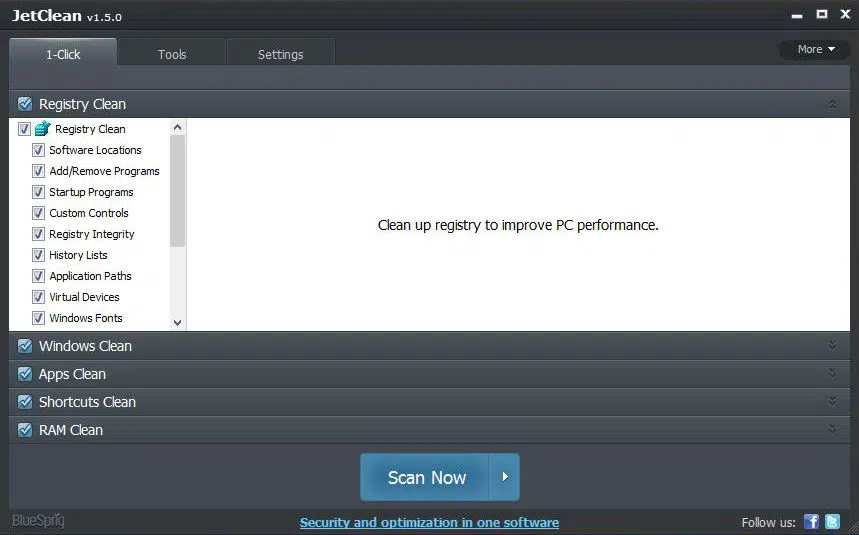 JetClean v1.5.0
1-Click Tools Settings More
Registry Clean
Registry Clean
Software Locations
Add/Remove Programs
Startup Programs
Custom Controls
Registry Integrity
History Lists
Application Paths
Virtual Devices
Windows Fonts
Clean up registry to improve PC performance.
Windows Clean
Apps Clean
Shortcuts Clean
RAM Clean
Scan Now
BlueSprig
Security and optimization in one software
Follow us: